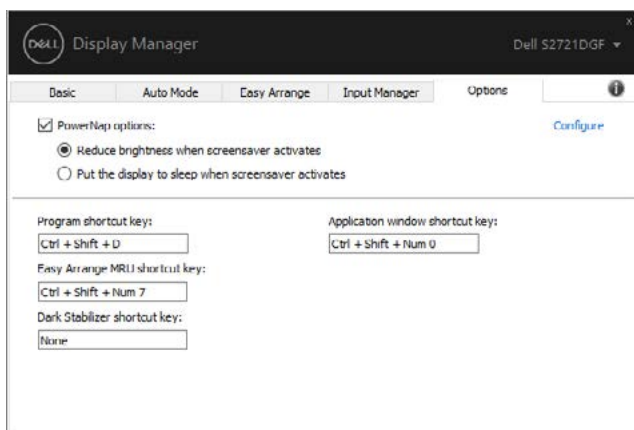 x
DELL Display Manager Dell S2721DGF
Basic Auto Mode Easy Arrange Input Manager Options i
PowerNap options: Configure
Reduce brightness when screensaver activates
Put the display to sleep when screensaver activates
Program shortcut key: Application window shortcut key:
Ctrl + Shift + D Ctrl + Shift + Num 0
Easy Arrange MRU shortcut key:
Ctrl + Shift + Num 7
Dark Stabilizer shortcut key:
None